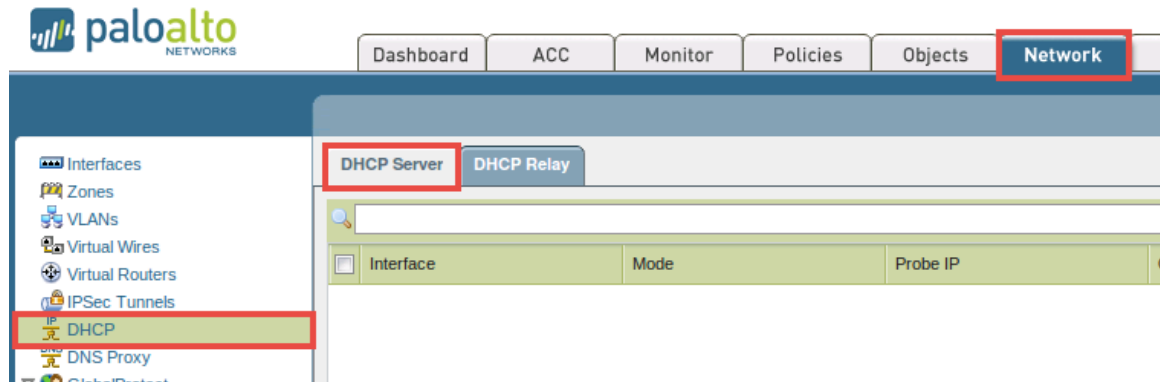 paloalto
NETWORKS
Dashboard ACC Monitor Policies Objects Network
Interfaces
Zones
VLANs
Virtual Wires
Virtual Routers
IPSec Tunnels
DHCP
DNS Proxy
DHCP Server DHCP Relay
Interface Mode Probe IP